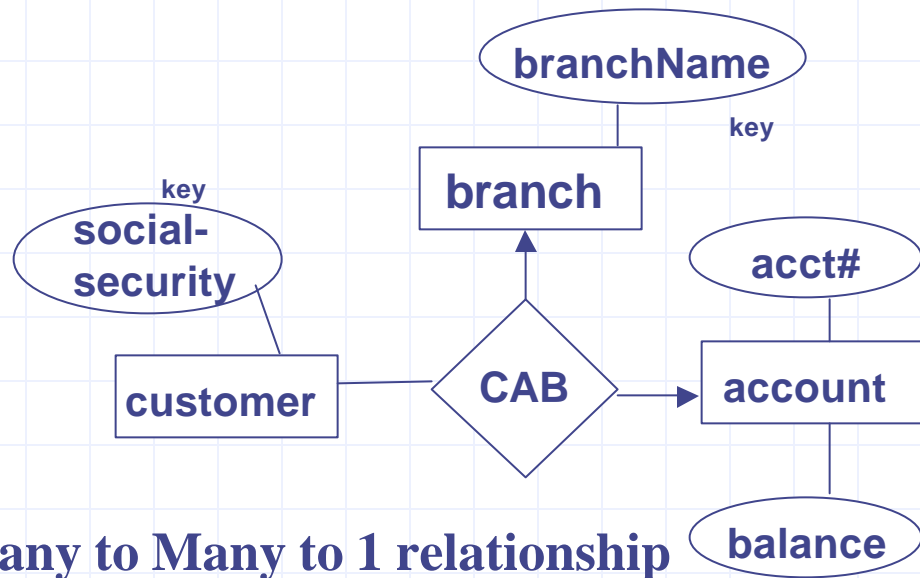 branchName
key
branch
key
social-
security
acct#
CAB
account
customer
any to Many to 1 relationship
balance